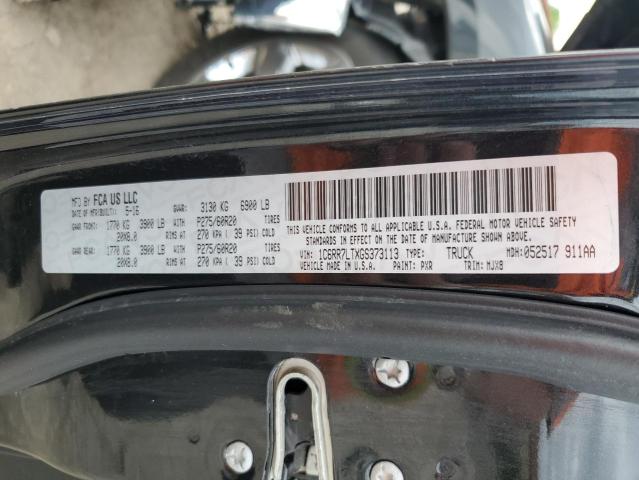 MFD BY FCA US LLC
DATE OF MFR/BUILT: 5-16 GVWR: 3130 KG 6900 LB
GAWR FRONT: 1770 KG 3900 LB WITH P275/60R20 TIRES
20X8.0 RIMS AT 270 KPA ( 39 PSI) COLD
GAWR REAR: 1770 KG 3900 LB WITH P275/60R20 TIRES
20X8.0 RIMS AT 270 KPA ( 39 PSI) COLD
THIS VEHICLE CONFORMS TO ALL APPLICABLE U.S.A. FEDERAL MOTOR VEHICLE SAFETY
STANDARDS IN EFFECT ON THE DATE OF MANUFACTURE SHOWN ABOVE.
VIN: 1C6RR7LTXGS373113 TYPE: TRUCK MDH: 052517 911AA
VEHICLE MADE IN U.S.A. PAINT: PXR TRIM: MJX8